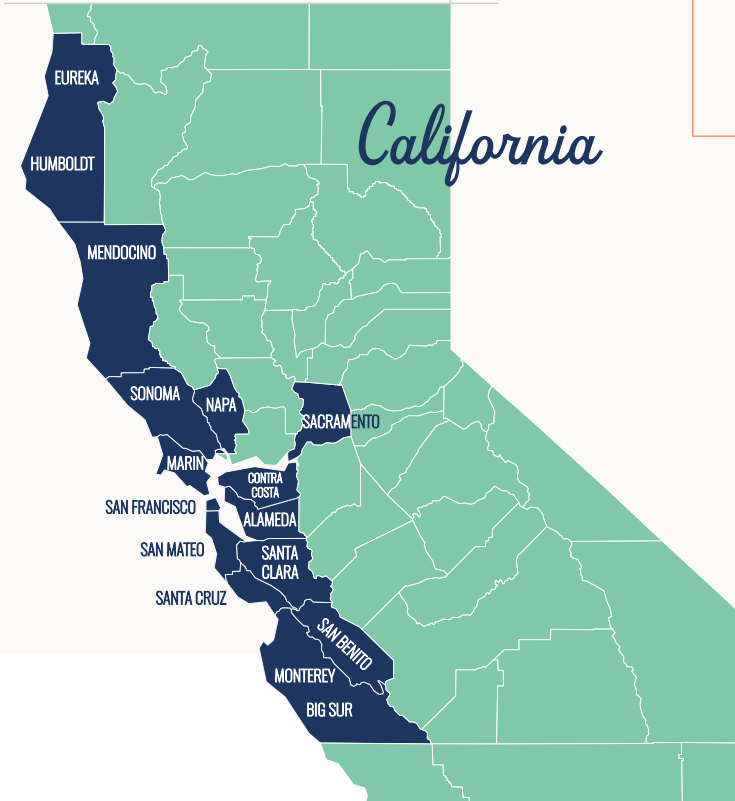 EUREKA
California
HUMBOLDT
MENDOCINO
SONOMA
NAPA
SACRAMENTO
MARIN
CONTRA
COSTA
SAN FRANCISCO
ALAMEDA
SAN MATEO
SANTA
CLARA
SANTA CRUZ
SAN BENITO
MONTEREY
BIG SUR